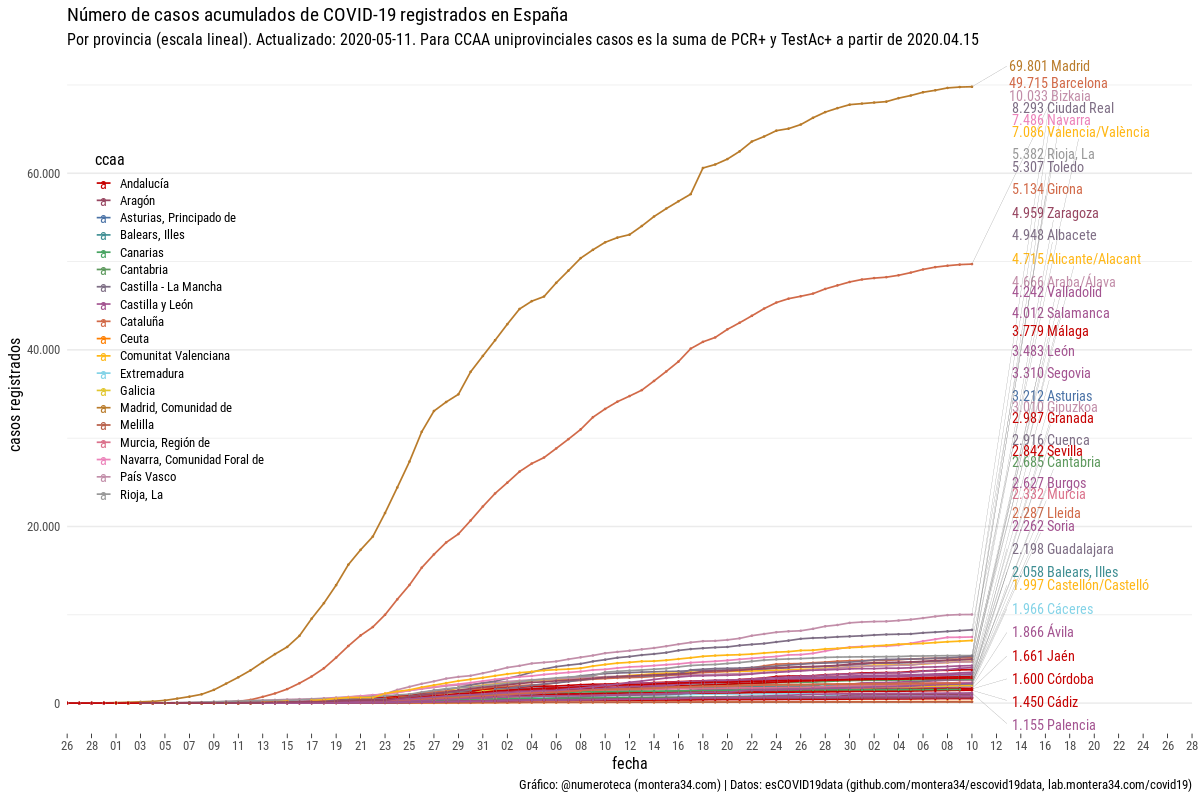 Número de casos acumulados de COVID-19 registrados en España
Por provincia (escala lineal). Actualizado: 2020-05-11. Para CCAA uniprovinciales casos es la suma de PCR+ y TestAc+ a partir de 2020.04.15
casos registrados
60.000
40.000
20.000
0
ccaa
Andalucía
Aragón
Asturias, Principado de
Balears, Illes
Canarias
Cantabria
Castilla - La Mancha
Castilla y León
Cataluña
Ceuta
Comunitat Valenciana
Extremadura
Galicia
Madrid, Comunidad de
Melilla
Murcia, Región de
Navarra, Comunidad Foral de
País Vasco
Rioja, La
69.801 Madrid
49.715 Barcelona
10.033 Bizkaia
8.293 Ciudad Real
7.486 Navarra
7.086 Valencia/València
5.382 Rioja, La
5.307 Toledo
5.134 Girona
4.959 Zaragoza
4.948 Albacete
4.715 Alicante/Alacant
4.666 Araba/Álava
4.242 Valladolid
4.012 Salamanca
3.779 Málaga
3.483 León
3.310 Segovia
3.212 Asturias
3.010 Gipuzkoa
2.987 Granada
2.916 Cuenca
2.842 Sevilla
2.685 Cantabria
2.627 Burgos
2.332 Murcia
2.287 Lleida
2.262 Soria
2.198 Guadalajara
2.058 Balears, Illes
1.997 Castellón/Castelló
1.966 Cáceres
1.866 Ávila
1.661 Jaén
1.600 Córdoba
1.450 Cádiz
1.155 Palencia
26 28 01 03 05 07 09 11 13 15 17 19 21 23 25 27 29 31 02 04 06 08 10 12 14 16 18 20 22 24 26 28 30 02 04 06 08 10 12 14 16 18 20 22 24 26 28
fecha
Gráfico: @numeroteca (montera34.com) | Datos: esCOVID19data (github.com/montera34/escovid19data, lab.montera34.com/covid19)